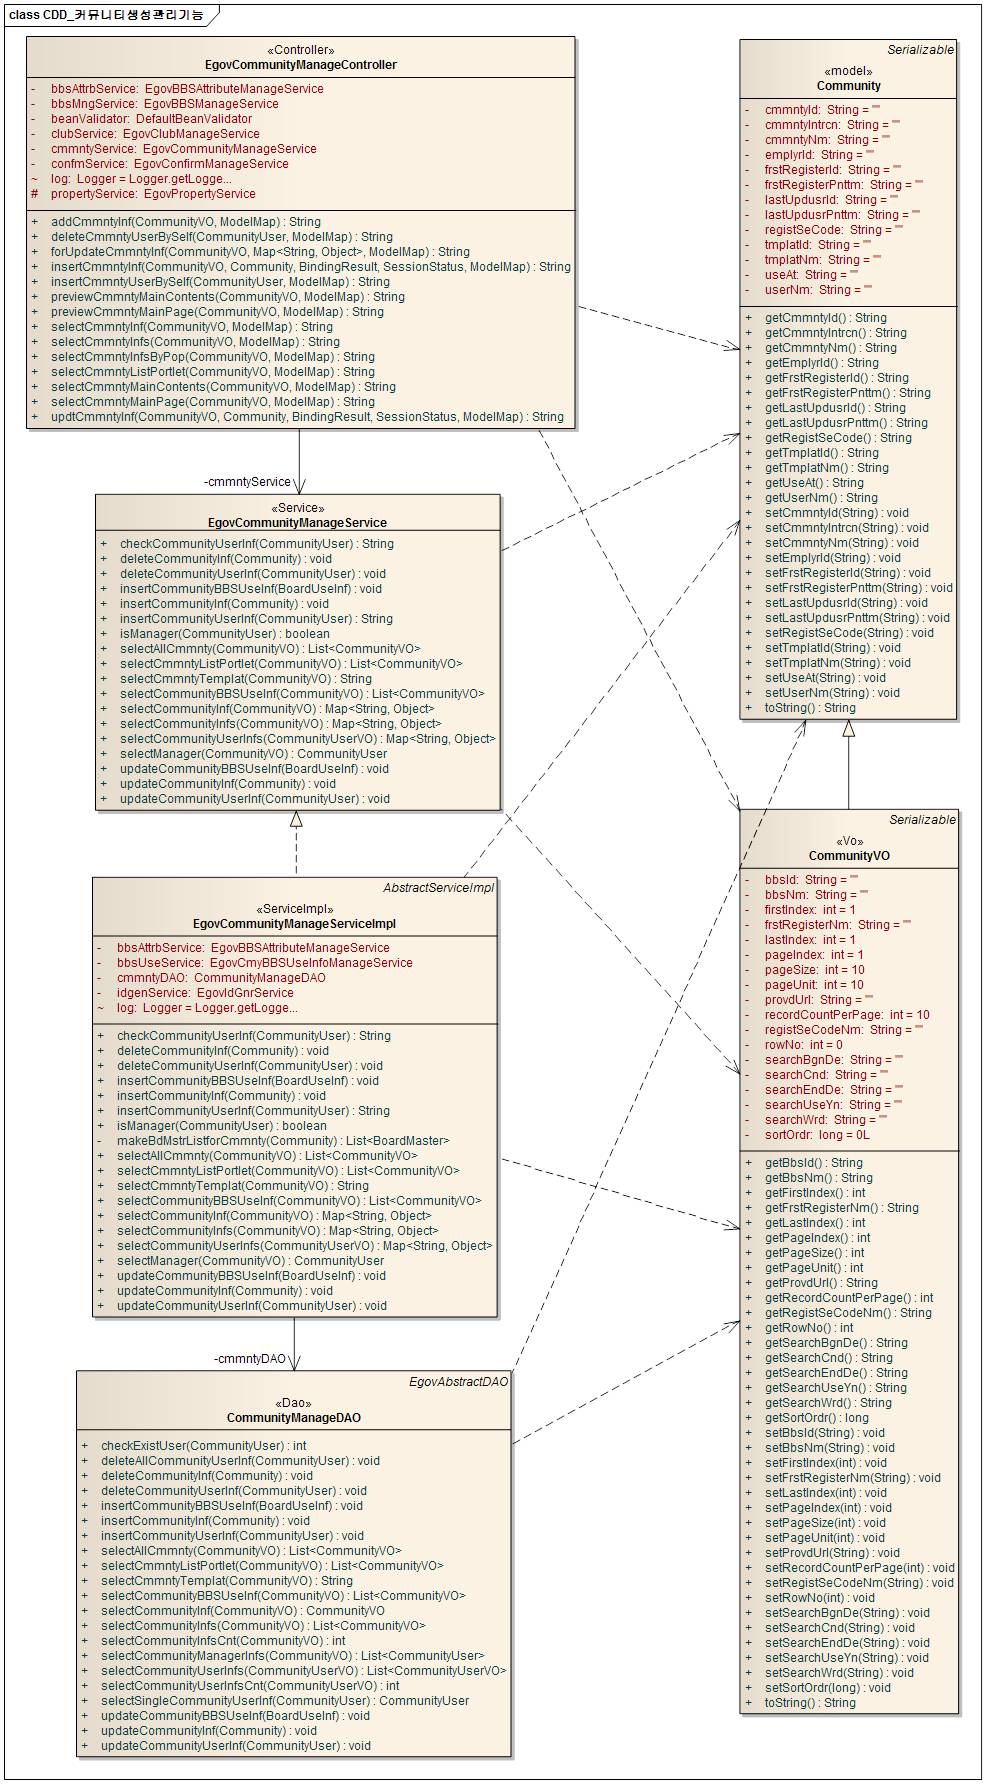 class CDD_커뮤니티생성관리기능
«Controller»
EgovCommunityManageController
- bbsAttrbService: EgovBBSAttributeManageService
- bbsMngService: EgovBBSManageService
- beanValidator: DefaultBeanValidator
- clubService: EgovClubManageService
- cmmntyService: EgovCommunityManageService
- confmService: EgovConfirmManageService
~ log: Logger = Logger.getLogge...
# propertyService: EgovPropertyService
+ addCmmntyInf(CommunityVO, ModelMap) : String
+ deleteCmmntyUserBySelf(CommunityUser, ModelMap) : String
+ forUpdateCmmntyInf(CommunityVO, Map<String, Object>, ModelMap) : String
+ insertCmmntyInf(CommunityVO, Community, BindingResult, SessionStatus, ModelMap) : String
+ insertCmmntyUserBySelf(CommunityUser, ModelMap) : String
+ previewCmmntyMainContents(CommunityVO, ModelMap) : String
+ previewCmmntyMainPage(CommunityVO, ModelMap) : String
+ selectCmmntyInf(CommunityVO, ModelMap) : String
+ selectCmmntyInfs(CommunityVO, ModelMap) : String
+ selectCmmntyInfsByPop(CommunityVO, ModelMap) : String
+ selectCmmntyListPortlet(CommunityVO, ModelMap) : String
+ selectCmmntyMainContents(CommunityVO, ModelMap) : String
+ selectCmmntyMainPage(CommunityVO, ModelMap) : String
+ updtCmmntyInf(CommunityVO, Community, BindingResult, SessionStatus, ModelMap) : String
-cmmntyService
«Service»
EgovCommunityManageService
+ checkCommunityUserInf(CommunityUser) : String
+ deleteCommunityInf(Community) : void
+ deleteCommunityUserInf(CommunityUser) : void
+ insertCommunityBBSUseInf(BoardUseInf) : void
+ insertCommunityInf(Community) : void
+ insertCommunityUserInf(CommunityUser) : String
+ isManager(CommunityUser) : boolean
+ selectAllCmmnty(CommunityVO) : List<CommunityVO>
+ selectCmmntyListPortlet(CommunityVO) : List<CommunityVO>
+ selectCmmntyTemplat(CommunityVO) : String
+ selectCommunityBBSUseInf(CommunityVO) : List<CommunityVO>
+ selectCommunityInf(CommunityVO) : Map<String, Object>
+ selectCommunityInfs(CommunityVO) : Map<String, Object>
+ selectCommunityUserInfs(CommunityUserVO) : Map<String, Object>
+ selectManager(CommunityVO) : CommunityUser
+ updateCommunityBBSUseInf(BoardUseInf) : void
+ updateCommunityInf(Community) : void
+ updateCommunityUserInf(CommunityUser) : void
AbstractServiceImpl
«ServiceImpl»
EgovCommunityManageServiceImpl
- bbsAttrbService: EgovBBSAttributeManageService
- bbsUseService: EgovCmyBBSUseInfoManageService
- cmmntyDAO: CommunityManageDAO
- idgenService: EgovIdGnrService
~ log: Logger = Logger.getLogge...
+ checkCommunityUserInf(CommunityUser) : String
+ deleteCommunityInf(Community) : void
+ deleteCommunityUserInf(CommunityUser) : void
+ insertCommunityBBSUseInf(BoardUseInf) : void
+ insertCommunityInf(Community) : void
+ insertCommunityUserInf(CommunityUser) : String
+ isManager(CommunityUser) : boolean
- makeBdMstrListforCmmnty(Community) : List<BoardMaster>
+ selectAllCmmnty(CommunityVO) : List<CommunityVO>
+ selectCmmntyListPortlet(CommunityVO) : List<CommunityVO>
+ selectCmmntyTemplat(CommunityVO) : String
+ selectCommunityBBSUseInf(CommunityVO) : List<CommunityVO>
+ selectCommunityInf(CommunityVO) : Map<String, Object>
+ selectCommunityInfs(CommunityVO) : Map<String, Object>
+ selectCommunityUserInfs(CommunityUserVO) : Map<String, Object>
+ selectManager(CommunityVO) : CommunityUser
+ updateCommunityBBSUseInf(BoardUseInf) : void
+ updateCommunityInf(Community) : void
+ updateCommunityUserInf(CommunityUser) : void
-cmmntyDAO
EgovAbstractDAO
«Dao»
CommunityManageDAO
+ checkExistUser(CommunityUser) : int
+ deleteAllCommunityUserInf(CommunityUser) : void
+ deleteCommunityInf(Community) : void
+ deleteCommunityUserInf(CommunityUser) : void
+ insertCommunityBBSUseInf(BoardUseInf) : void
+ insertCommunityInf(Community) : void
+ insertCommunityUserInf(CommunityUser) : void
+ selectAllCmmnty(CommunityVO) : List<CommunityVO>
+ selectCmmntyListPortlet(CommunityVO) : List<CommunityVO>
+ selectCmmntyTemplat(CommunityVO) : String
+ selectCommunityBBSUseInf(CommunityVO) : List<CommunityVO>
+ selectCommunityInf(CommunityVO) : CommunityVO
+ selectCommunityInfs(CommunityVO) : List<CommunityVO>
+ selectCommunityInfsCnt(CommunityVO) : int
+ selectCommunityManagerInfs(CommunityVO) : List<CommunityUser>
+ selectCommunityUserInfs(CommunityUserVO) : List<CommunityUserVO>
+ selectCommunityUserInfsCnt(CommunityUserVO) : int
+ selectSingleCommunityUserInf(CommunityUser) : CommunityUser
+ updateCommunityBBSUseInf(BoardUseInf) : void
+ updateCommunityInf(Community) : void
+ updateCommunityUserInf(CommunityUser) : void
Serializable
«model»
Community
- cmmntyId: String = ""
- cmmntyIntrcn: String = ""
- cmmntyNm: String = ""
- emplyrId: String = ""
- frstRegisterId: String = ""
- frstRegisterPnttm: String = ""
- lastUpdusrId: String = ""
- lastUpdusrPnttm: String = ""
- registSeCode: String = ""
- tmplatId: String = ""
- tmplatNm: String = ""
- useAt: String = ""
- userNm: String = ""
+ getCmmntyId() : String
+ getCmmntyIntrcn() : String
+ getCmmntyNm() : String
+ getEmplyrId() : String
+ getFrstRegisterId() : String
+ getFrstRegisterPnttm() : String
+ getLastUpdusrId() : String
+ getLastUpdusrPnttm() : String
+ getRegistSeCode() : String
+ getTmplatId() : String
+ getTmplatNm() : String
+ getUseAt() : String
+ getUserNm() : String
+ setCmmntyId(String) : void
+ setCmmntyIntrcn(String) : void
+ setCmmntyNm(String) : void
+ setEmplyrId(String) : void
+ setFrstRegisterId(String) : void
+ setFrstRegisterPnttm(String) : void
+ setLastUpdusrId(String) : void
+ setLastUpdusrPnttm(String) : void
+ setRegistSeCode(String) : void
+ setTmplatId(String) : void
+ setTmplatNm(String) : void
+ setUseAt(String) : void
+ setUserNm(String) : void
+ toString() : String
Serializable
«Vo»
CommunityVO
- bbsId: String = ""
- bbsNm: String = ""
- firstIndex: int = 1
- frstRegisterNm: String = ""
- lastIndex: int = 1
- pageIndex: int = 1
- pageSize: int = 10
- pageUnit: int = 10
- provdUrl: String = ""
- recordCountPerPage: int = 10
- registSeCodeNm: String = ""
- rowNo: int = 0
- searchBgnDe: String = ""
- searchCnd: String = ""
- searchEndDe: String = ""
- searchUseYn: String = ""
- searchWrd: String = ""
- sortOrdr: long = 0L
+ getBbsId() : String
+ getBbsNm() : String
+ getFirstIndex() : int
+ getFrstRegisterNm() : String
+ getLastIndex() : int
+ getPageIndex() : int
+ getPageSize() : int
+ getPageUnit() : int
+ getProvdUrl() : String
+ getRecordCountPerPage() : int
+ getRegistSeCodeNm() : String
+ getRowNo() : int
+ getSearchBgnDe() : String
+ getSearchCnd() : String
+ getSearchEndDe() : String
+ getSearchUseYn() : String
+ getSearchWrd() : String
+ getSortOrdr() : long
+ setBbsId(String) : void
+ setBbsNm(String) : void
+ setFirstIndex(int) : void
+ setFrstRegisterNm(String) : void
+ setLastIndex(int) : void
+ setPageIndex(int) : void
+ setPageSize(int) : void
+ setPageUnit(int) : void
+ setProvdUrl(String) : void
+ setRecordCountPerPage(int) : void
+ setRegistSeCodeNm(String) : void
+ setRowNo(int) : void
+ setSearchBgnDe(String) : void
+ setSearchCnd(String) : void
+ setSearchEndDe(String) : void
+ setSearchUseYn(String) : void
+ setSearchWrd(String) : void
+ setSortOrdr(long) : void
+ toString() : String